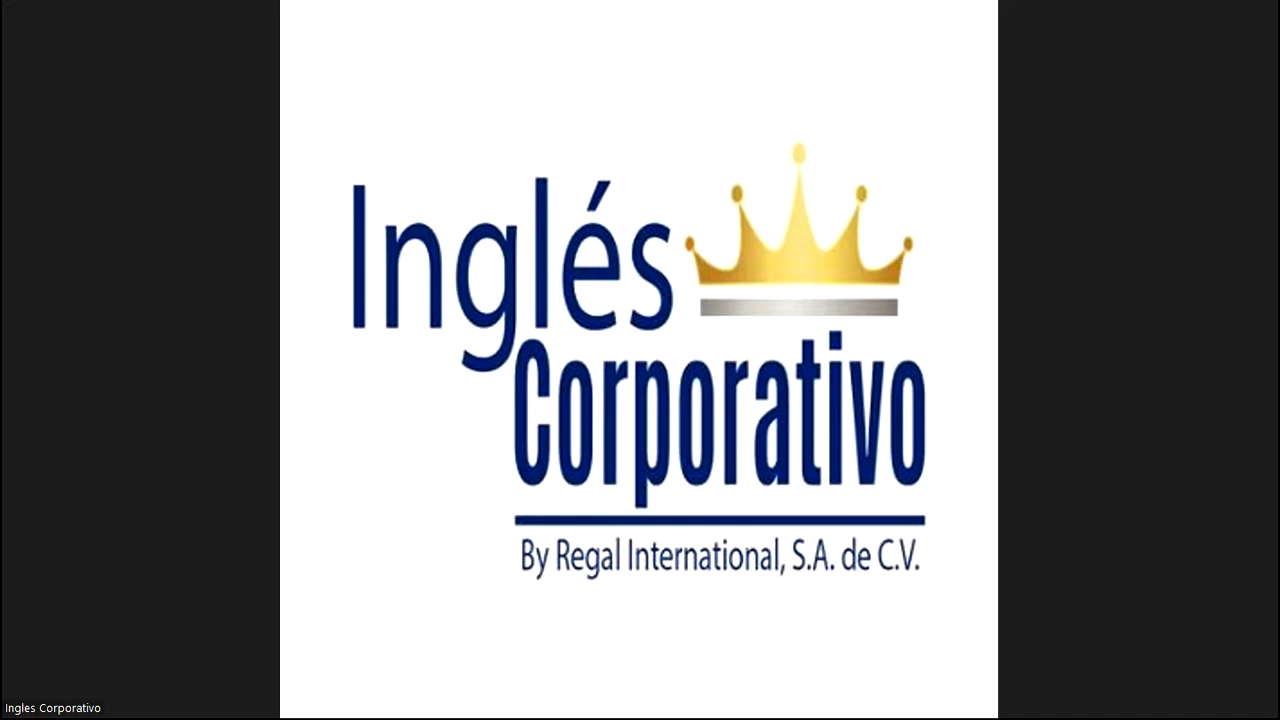 Inglés
Corporativo
By Regal International, S.A. de C.V.
Ingles Corporativo